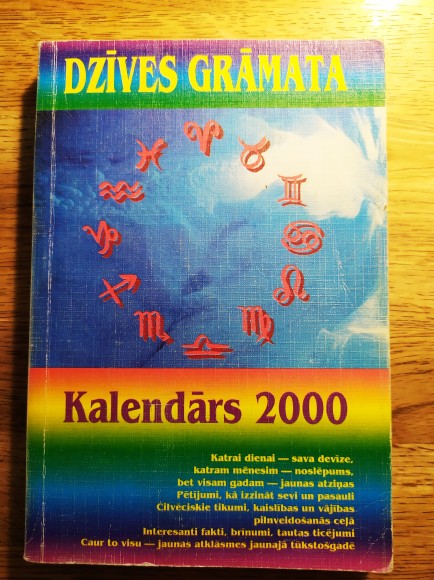 DZĪVES GRĀMATA
Kalendārs 2000
Katrai dienai — sava devīze,
katram mēnesim — noslēpums,
bet visam gadam — jaunas atziņas
Pētījumi, kā izzināt sevi un pasauli
Cilvēciskie tikumi, kaislības un vājības
pilnveidošanās ceļā
Interesanti fakti, brīnumi, tautas ticējumi
Caur to visu — jaunas atklāsmes jaunajā tūkstošgadē